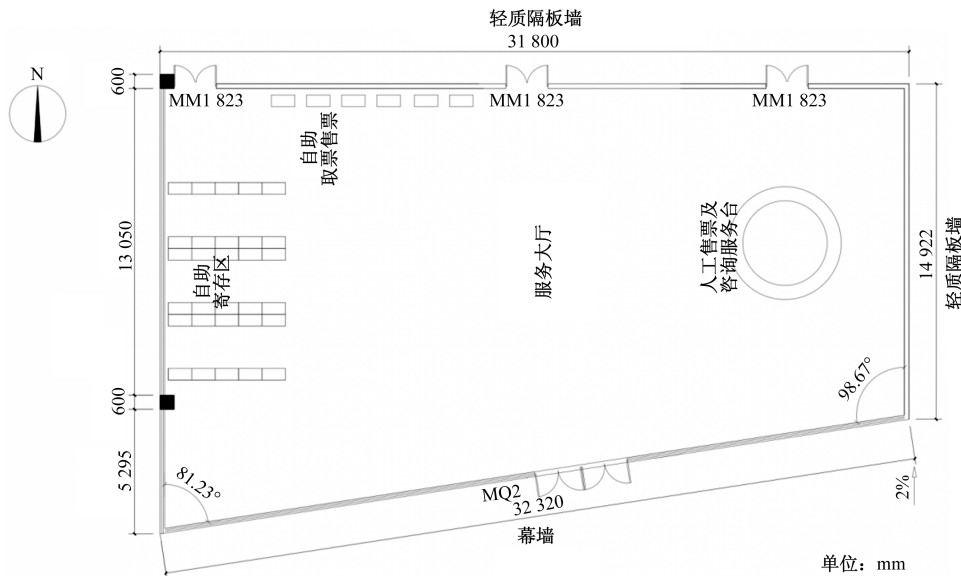 轻质隔板墙
31 800
N
600
MM1 823
MM1 823
MM1 823
自助
取票售票
13 050
自助
寄存区
服务大厅
人工售票及
咨询服务台
14 922
轻质隔板墙
600
98.67°
5 295
81.23°
MQ2
32 320
幕墙
2%
单位：mm